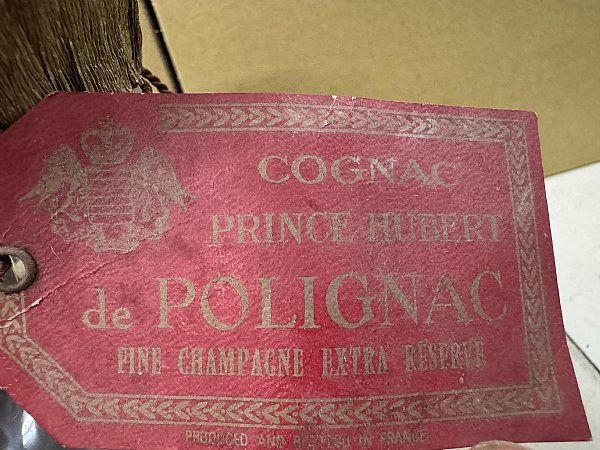 COGNAC
PRINCE HUBERT
de POLIGNAC
FINE CHAMPAGNE EXTRA RESERVE
PRODUCED AND BOTTLED IN FRANCE